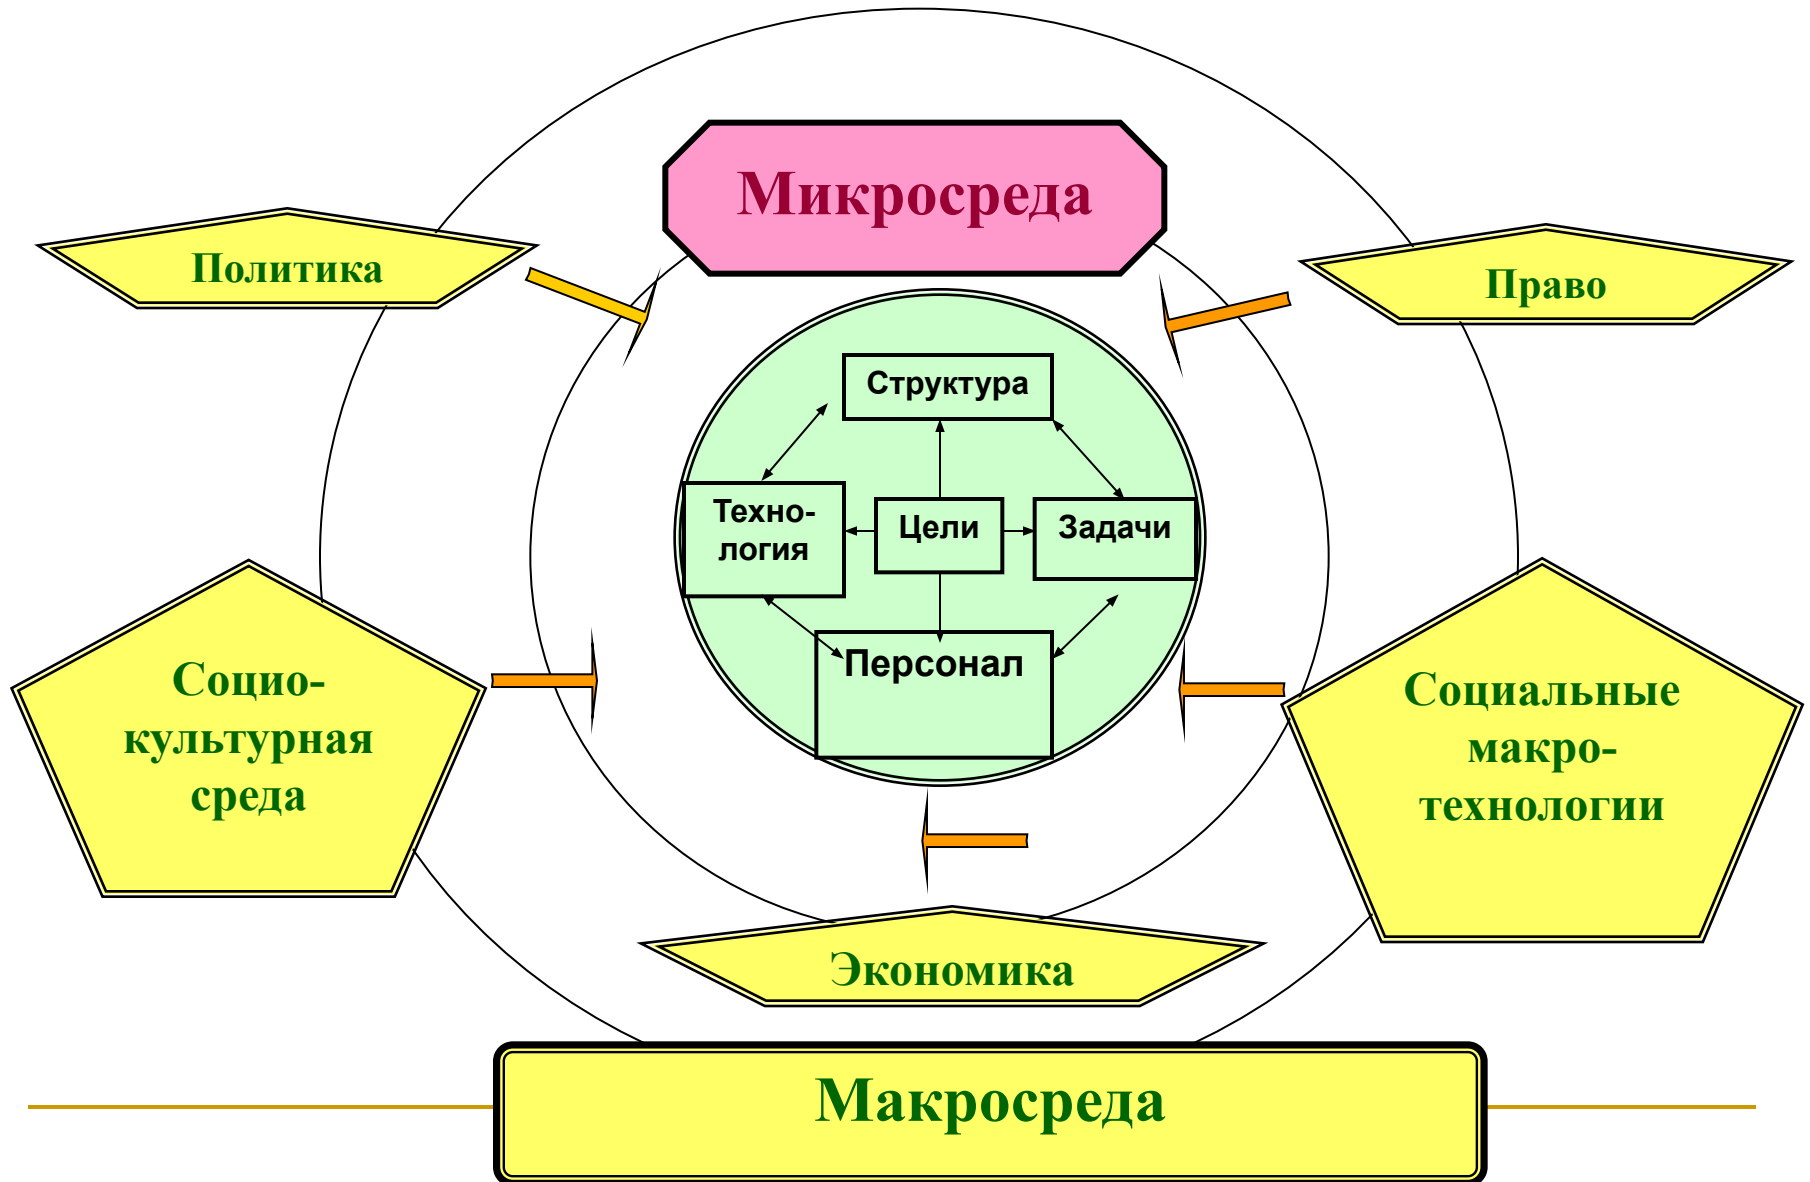 Микросреда
Политика
Право
Структура
Техно-
логия
Цели
Задачи
Персонал
Социо-
культурная
среда
Социальные
макро-
технологии
Экономика
Макросреда